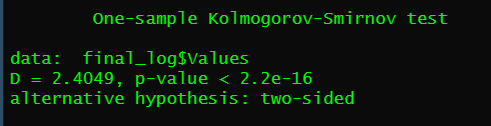 One-sample Kolmogorov-Smirnov test
data:  final_log$Values
D = 2.4049, p-value < 2.2e-16
alternative hypothesis: two-sided